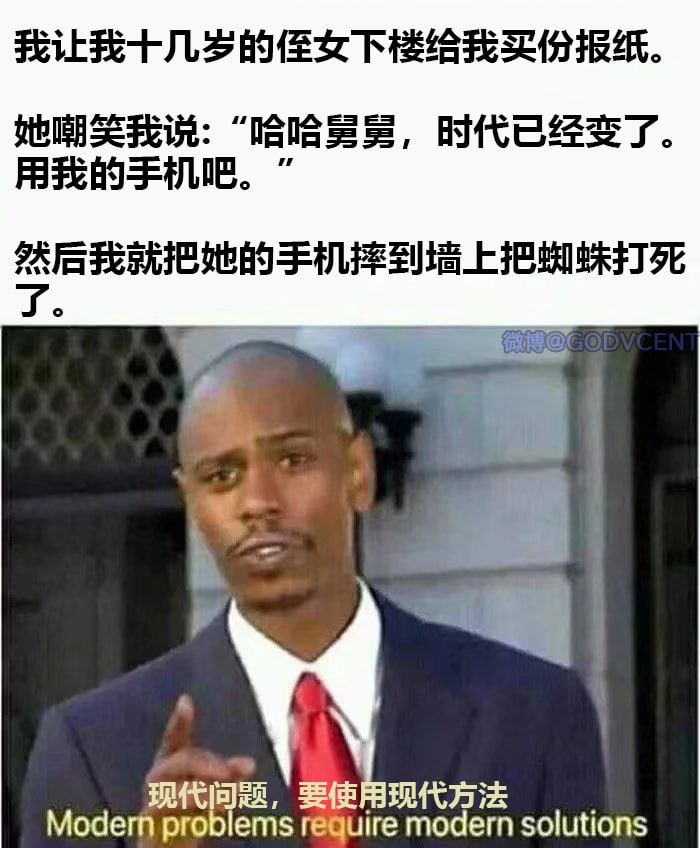 我让我十几岁的侄女下楼给我买份报纸。
她嘲笑我说:“哈哈舅舅，时代已经变了。
用我的手机吧。”
然后我就把她的手机摔到墙上把蜘蛛打死
了。
微博@GODVCENT
现代问题，要使用现代方法
Modern problems require modern solutions